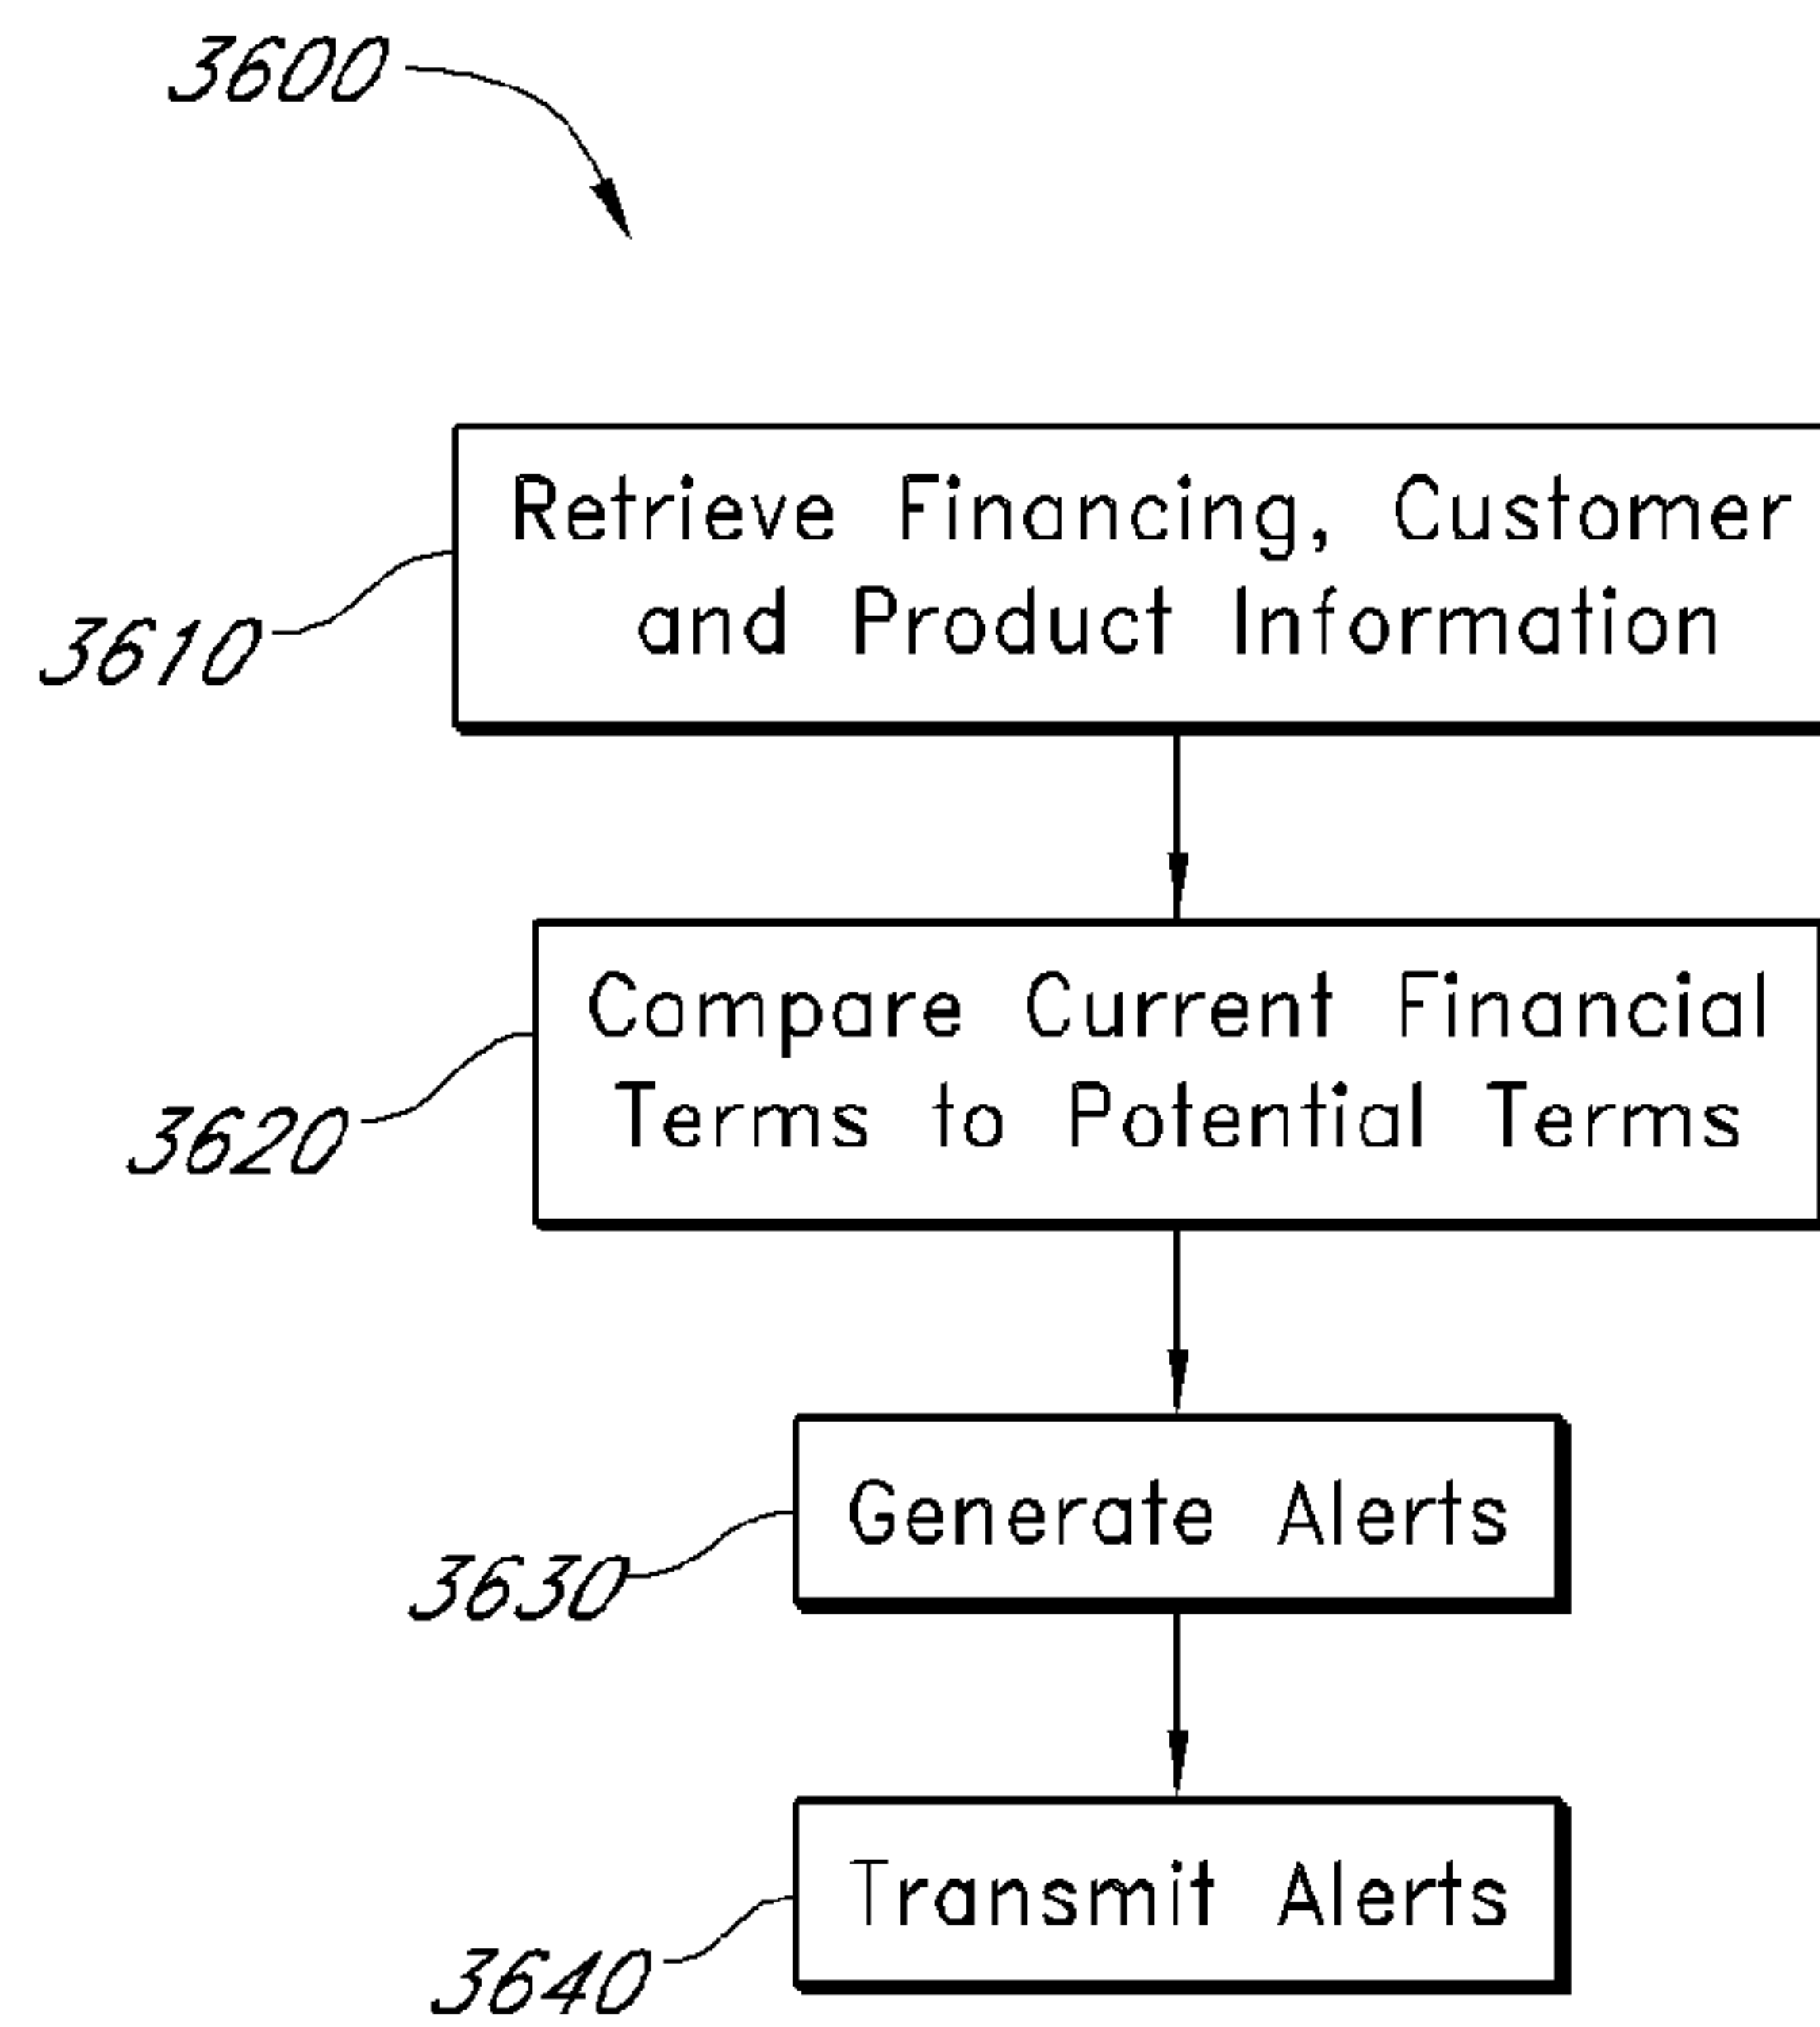 3600
Retrieve Financing, Customer
and Product Information
3610
Compare Current Financial
Terms to Potential Terms
3620
Generate Alerts
3630
Transmit Alerts
3640